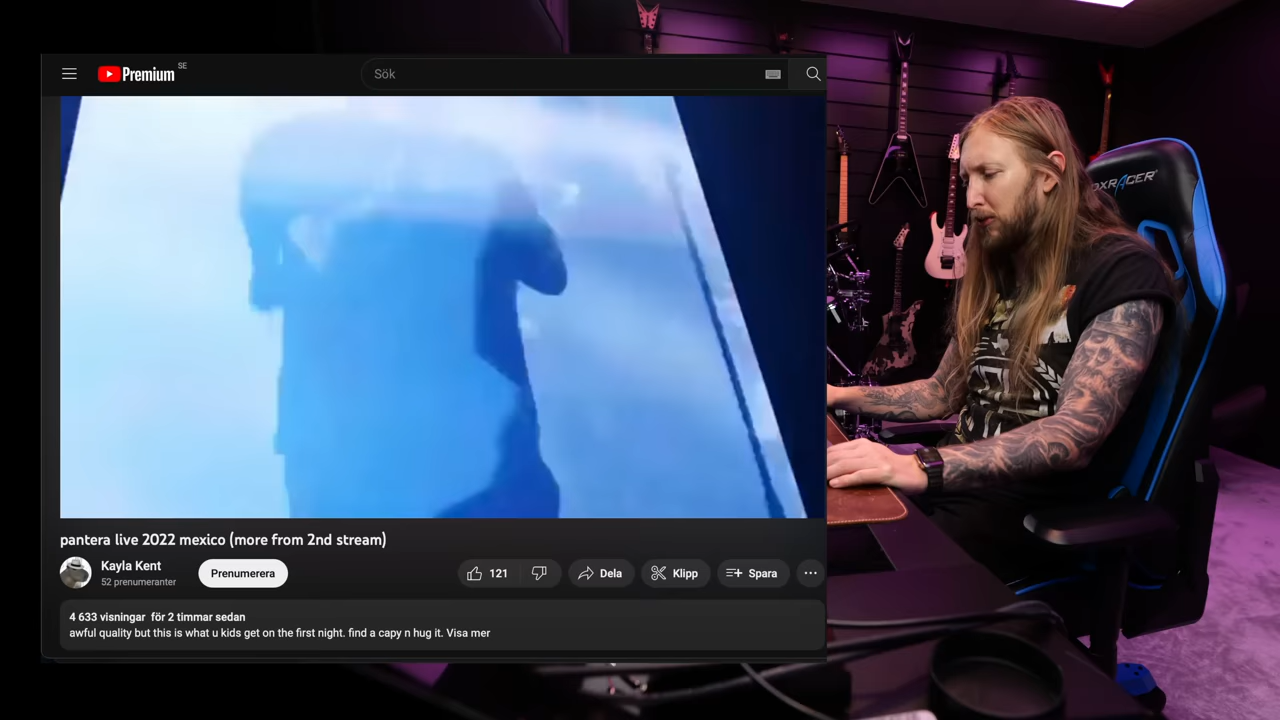 Premium SE
Sök
pantera live 2022 mexico (more from 2nd stream)
Kayla Kent
52 prenumeranter
Prenumerera
121
Dela
Klipp
Spara
4 633 visningar för 2 timmar sedan
awful quality but this is what u kids get on the first night. find a capy n hug it. Visa mer
DXRACER